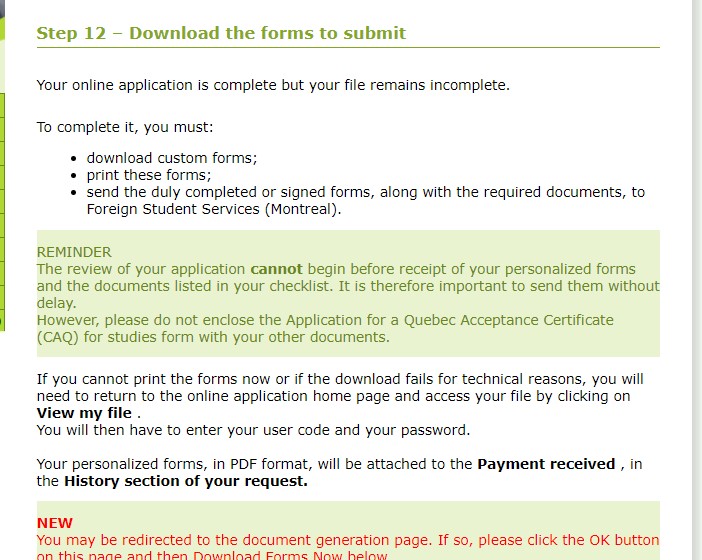 Step 12 – Download the forms to submit
Your online application is complete but your file remains incomplete.
To complete it, you must:
• download custom forms;
• print these forms;
• send the duly completed or signed forms, along with the required documents, to
Foreign Student Services (Montreal).
REMINDER
The review of your application cannot begin before receipt of your personalized forms
and the documents listed in your checklist. It is therefore important to send them without
delay.
However, please do not enclose the Application for a Quebec Acceptance Certificate
(CAQ) for studies form with your other documents.
If you cannot print the forms now or if the download fails for technical reasons, you will
need to return to the online application home page and access your file by clicking on
View my file .
You will then have to enter your user code and your password.
Your personalized forms, in PDF format, will be attached to the Payment received , in
the History section of your request.
NEW
You may be redirected to the document generation page. If so, please click the OK button
on this page and then Download Forms Now below